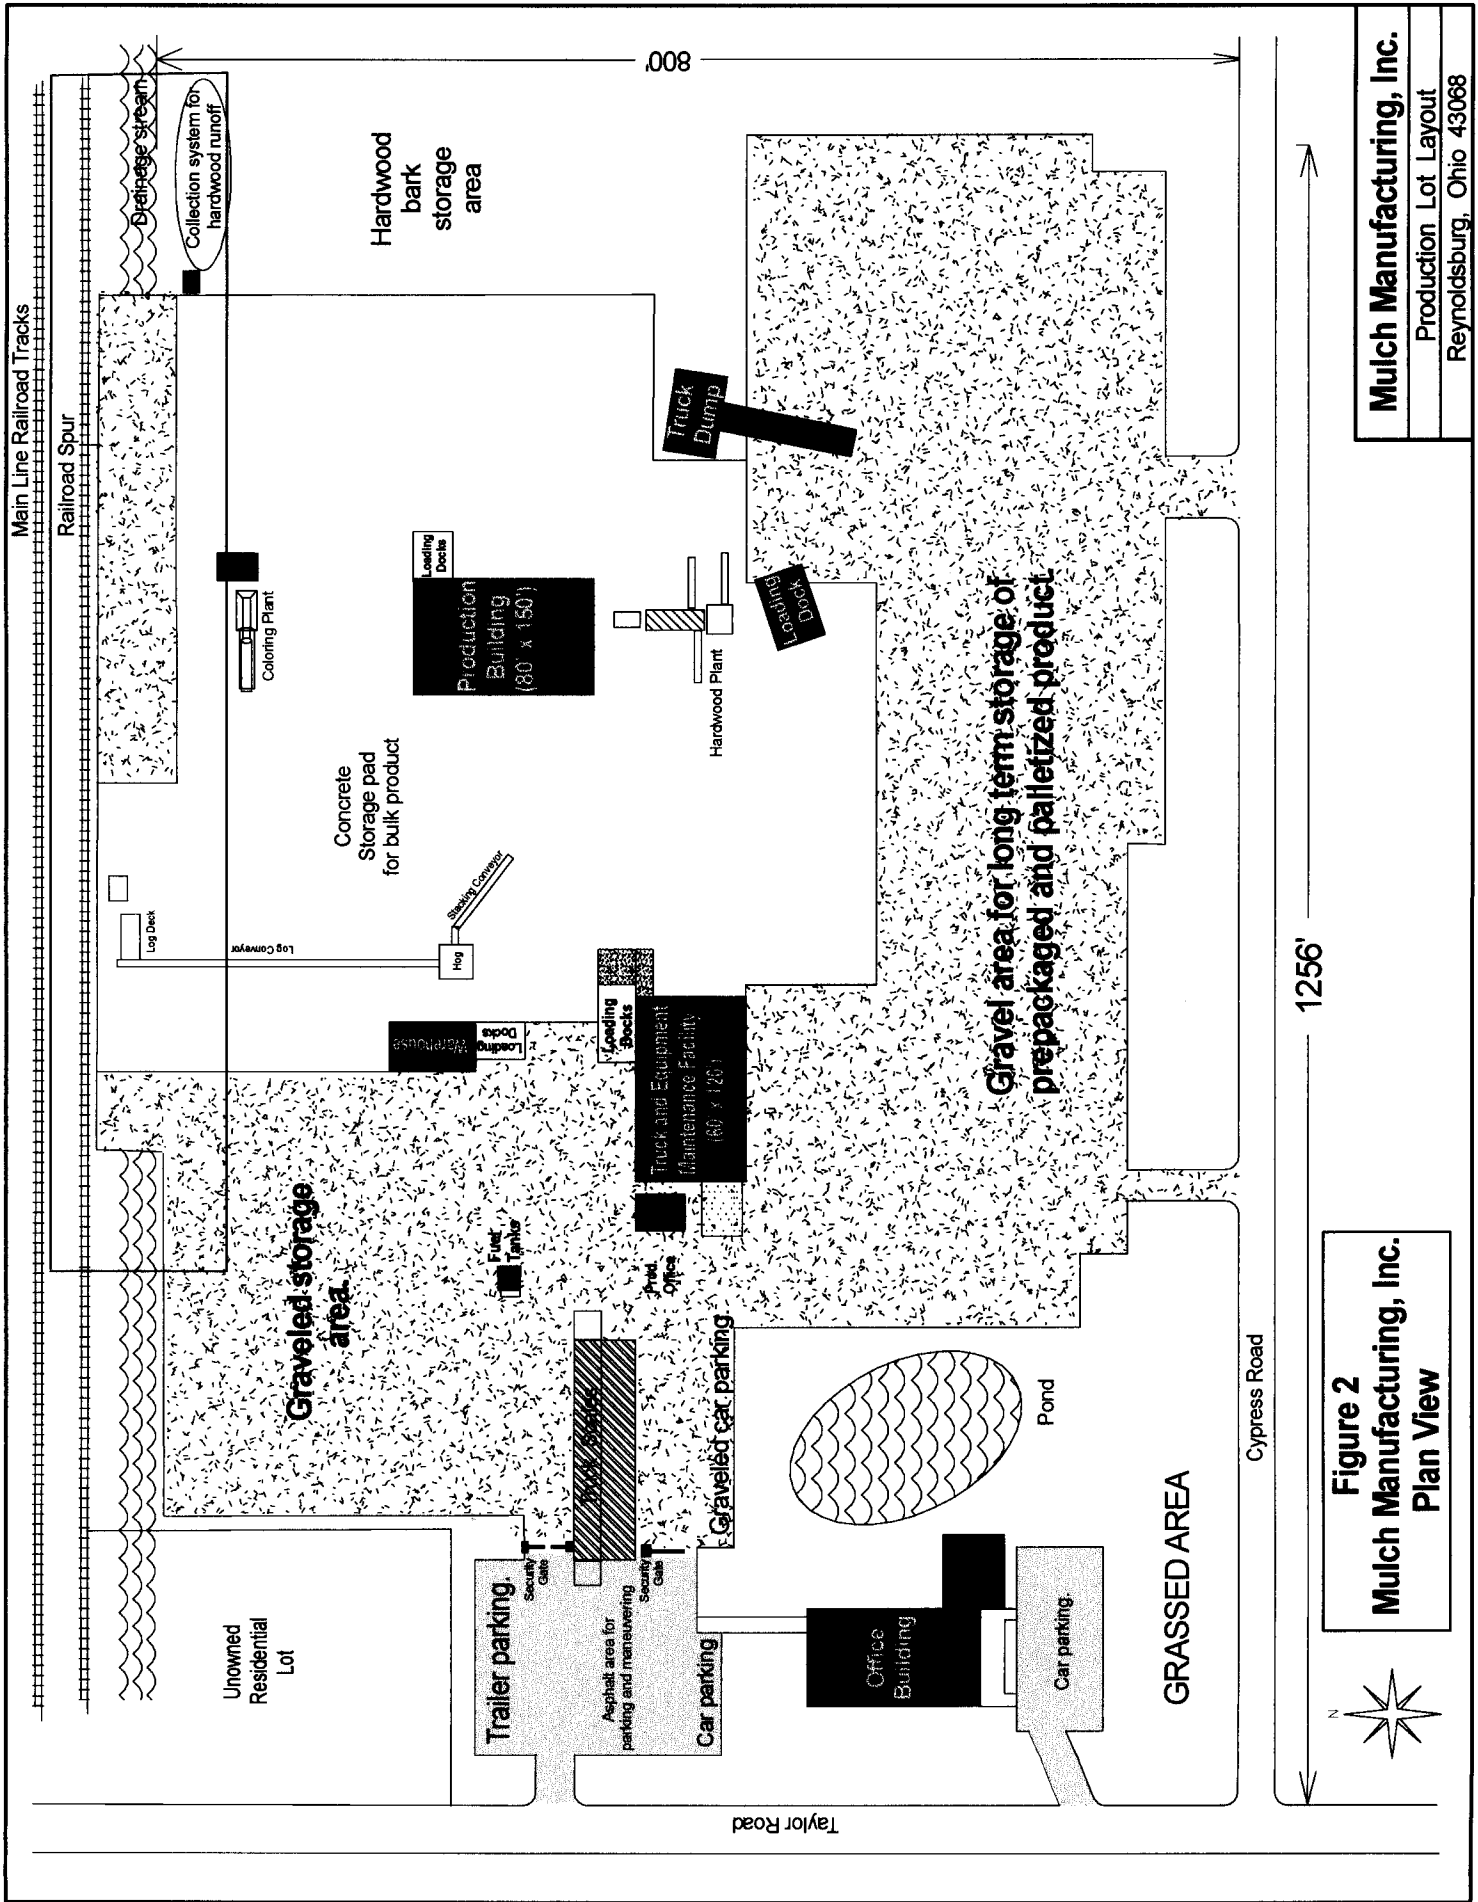 Main Line Railroad Tracks
Railroad Spur
Drainage stream
Collection system for
hardwood runoff
800'
Hardwood
bark
storage
area
Truck
Dump
Coloring Plant
Loading
Docks
Production
Building
(80' x 150')
Hardwood Plant
Loading
Dock
Concrete
Storage pad
for bulk product
Log Deck
Log Conveyor
Hog
Stacking Conveyor
Warehouse
Loading
Docks
Loading
Docks
Truck and Equipment
Maintenance Facility
(60' x 126')
Gravel area for long term storage of
prepackaged and palletized product.
Graveled storage
area.
Fuel
Tanks
Prod.
Office
Truck Scales
Gravelled car parking.
Pond
Unowned
Residential
Lot
Trailer parking.
Security
Gate
Asphalt area for
parking and maneuvering
Security
Gate
Car parking
Office
Building
Car parking.
GRASSED AREA
Cypress Road
Taylor Road
1256'
N
Figure 2
Mulch Manufacturing, Inc.
Plan View
Mulch Manufacturing, Inc.
Production Lot Layout
Reynoldsburg, Ohio 43068